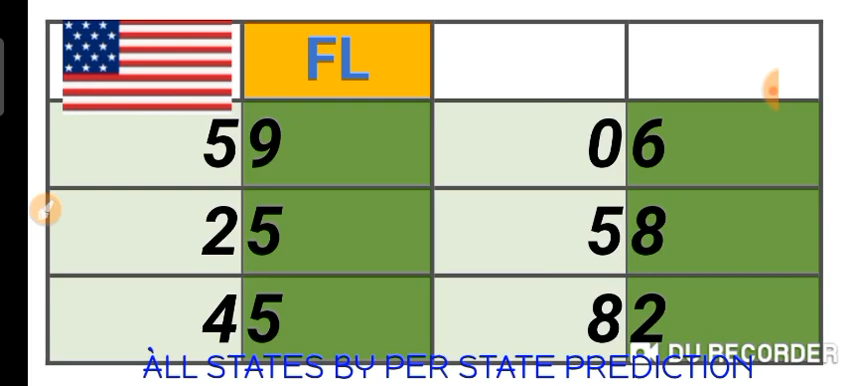 FL
59 06
25 58
45 82
DU RECORDER
ÀLL STATES BY PER STATE PREDICTION